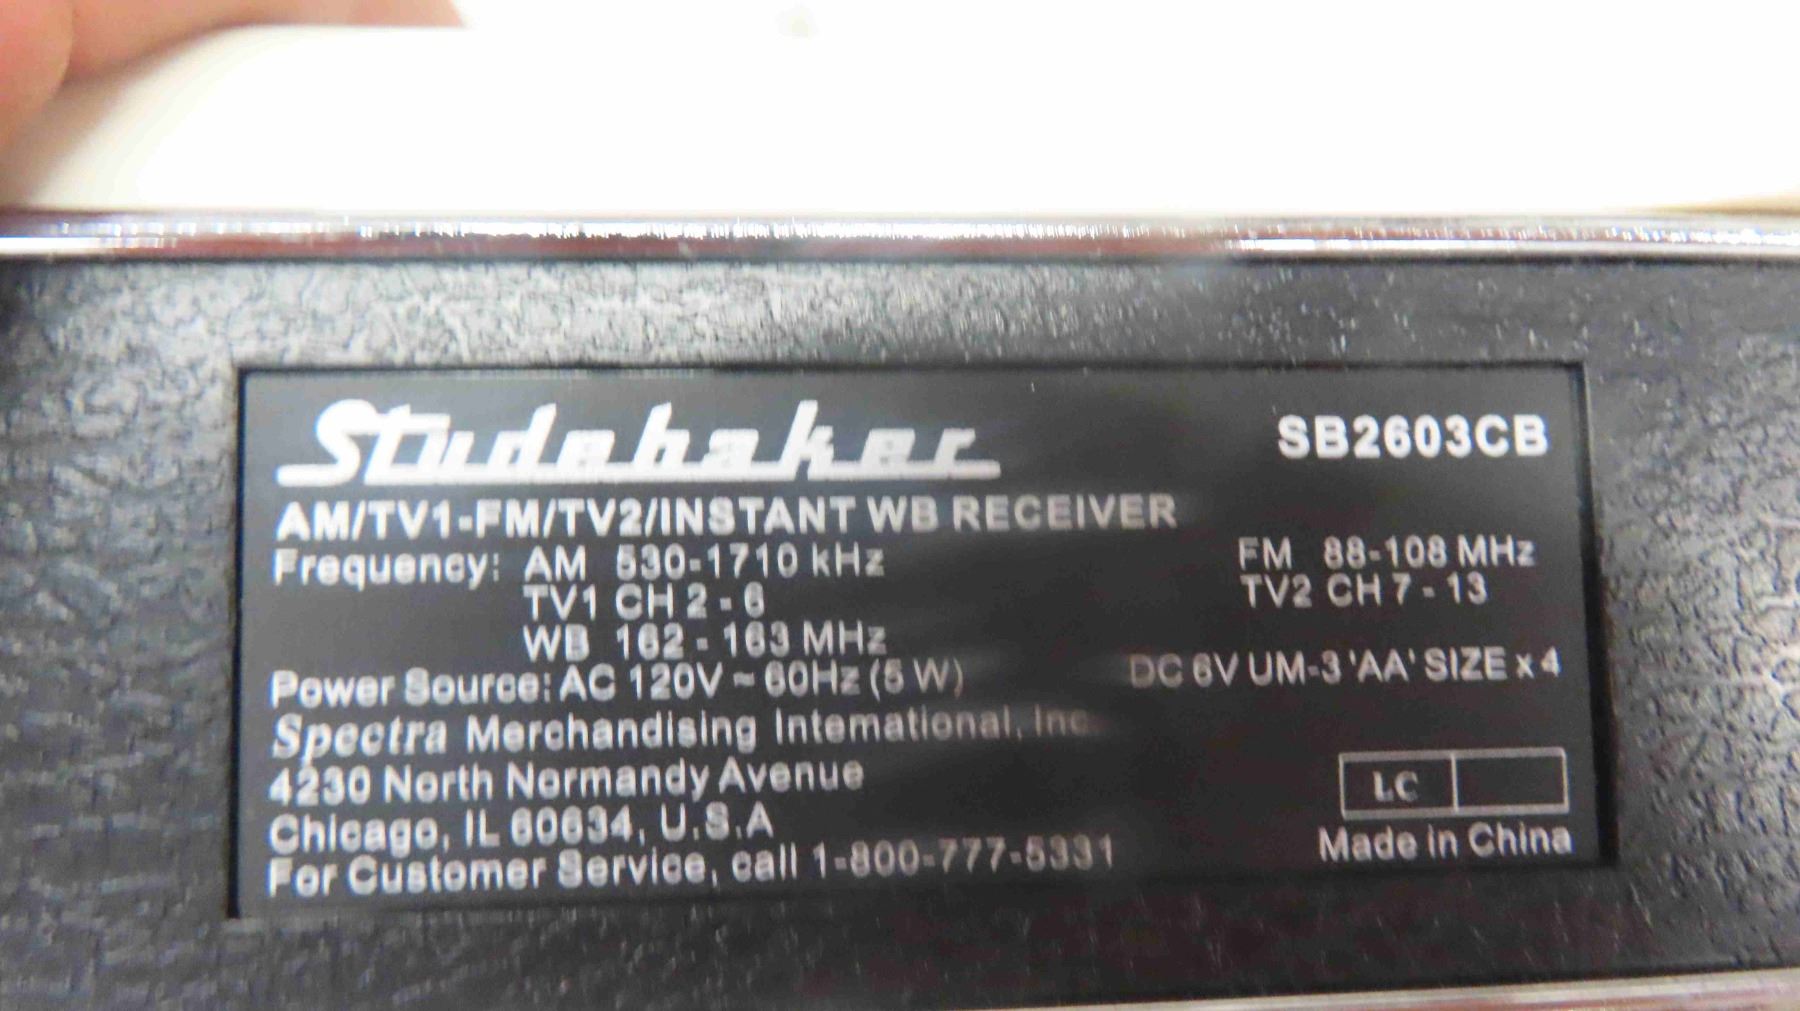 Studebaker SB2603CB
AM/TV1-FM/TV2/INSTANT WB RECEIVER
Frequency: AM 530-1710 kHz FM 88-108 MHz
TV1 CH 2 - 6 TV2 CH 7 - 13
WB 162 - 163 MHz
Power Source: AC 120V ~ 60Hz (5 W) DC 6V UM-3 'AA' SIZE x 4
Spectra Merchandising International, Inc.
4230 North Normandy Avenue
Chicago, IL 60634, U.S.A
For Customer Service, call 1-800-777-5331
LC
Made in China